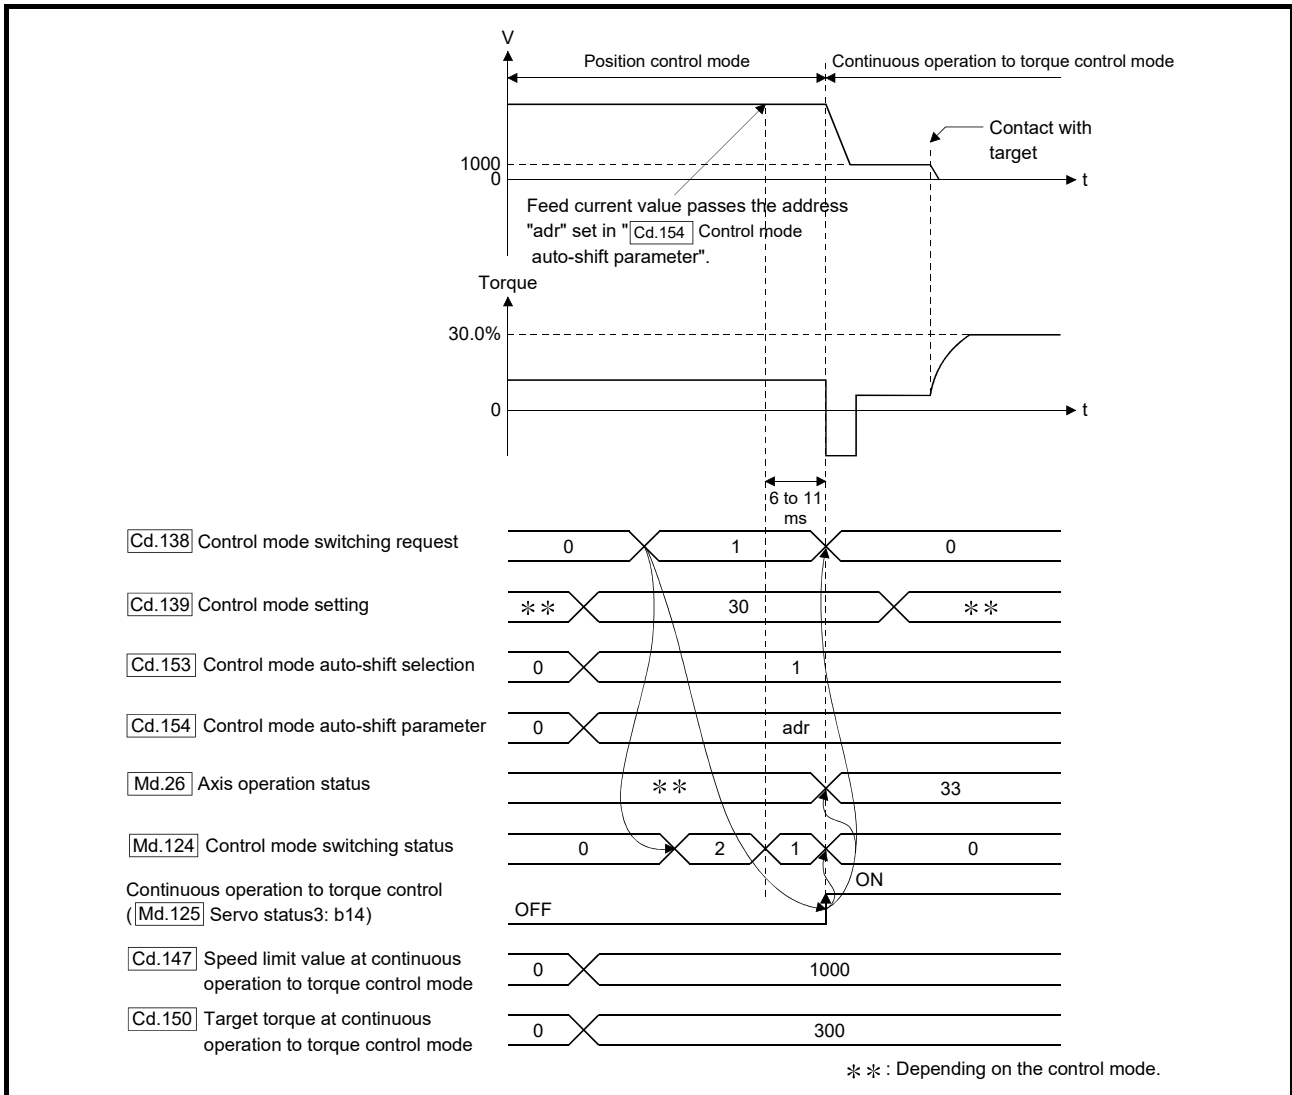 V
Position control mode
Continuous operation to torque control mode
Contact with
target
1000
0
t
Feed current value passes the address
"adr" set in " Cd.154 Control mode
auto-shift parameter".
Torque
30.0%
0
t
6 to 11
ms
Cd.138 Control mode switching request
0 1 0
Cd.139 Control mode setting
** 30 **
Cd.153 Control mode auto-shift selection
0 1
Cd.154 Control mode auto-shift parameter
0 adr
Md.26 Axis operation status
** 33
Md.124 Control mode switching status
0 2 1 0
Continuous operation to torque control
( Md.125 Servo status3: b14)
OFF ON
Cd.147 Speed limit value at continuous
operation to torque control mode
0 1000
Cd.150 Target torque at continuous
operation to torque control mode
0 300
** : Depending on the control mode.